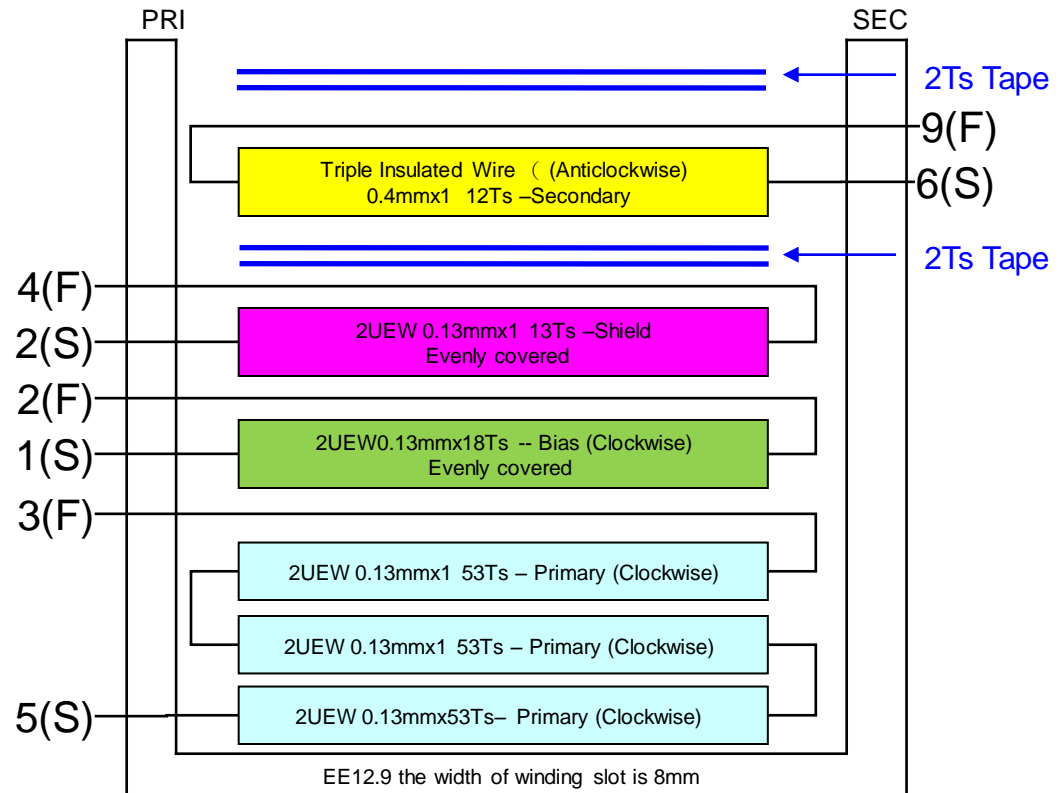 PRI
SEC
2Ts Tape
9(F)
Triple Insulated Wire （ (Anticlockwise)
0.4mmx1 12Ts –Secondary
6(S)
2Ts Tape
4(F)
2UEW 0.13mmx1 13Ts –Shield
Evenly covered
2(S)
2(F)
2UEW0.13mmx18Ts -- Bias (Clockwise)
Evenly covered
1(S)
3(F)
2UEW 0.13mmx1 53Ts – Primary (Clockwise)
2UEW 0.13mmx1 53Ts – Primary (Clockwise)
2UEW 0.13mmx53Ts– Primary (Clockwise)
5(S)
EE12.9 the width of winding slot is 8mm